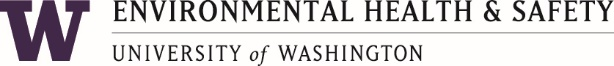 W
ENVIRONMENTAL HEALTH & SAFETY
UNIVERSITY of WASHINGTON